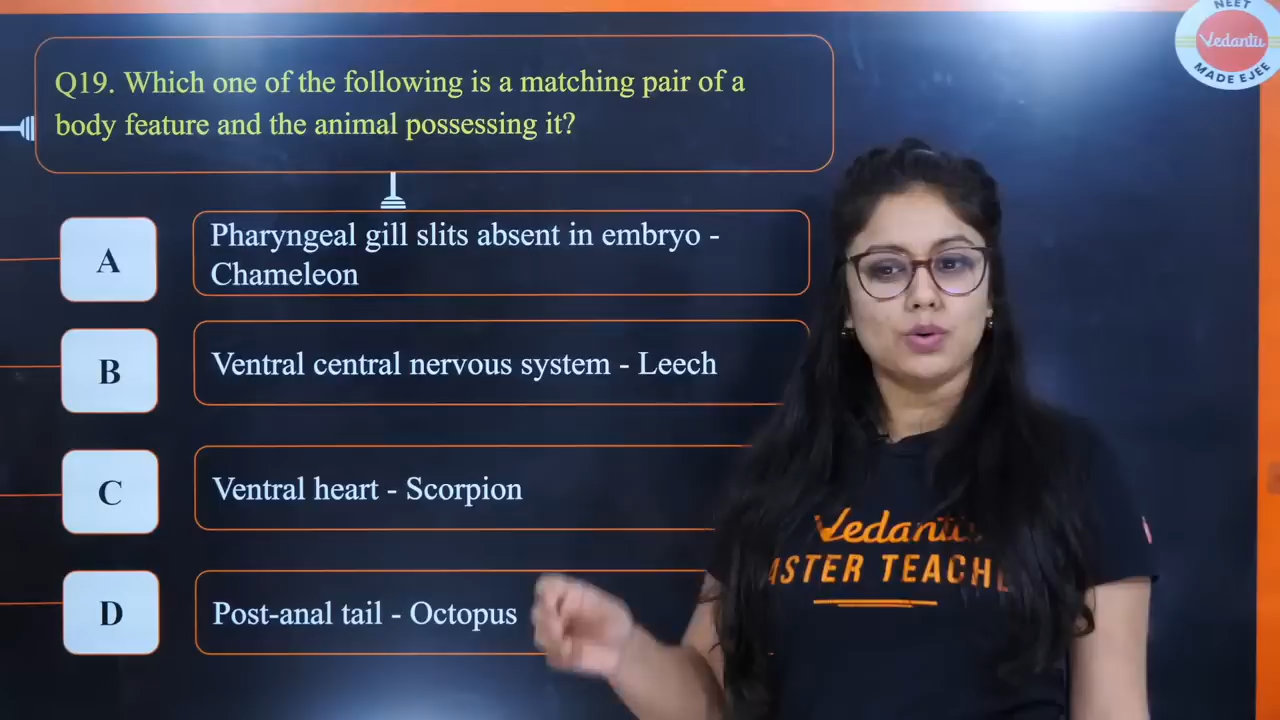 NEET
Vedantu
MADE EJEE
Q19. Which one of the following is a matching pair of a
body feature and the animal possessing it?
A
Pharyngeal gill slits absent in embryo -
Chameleon
B
Ventral central nervous system - Leech
C
Ventral heart - Scorpion
D
Post-anal tail - Octopus
Vedantu
ASTER TEACHE